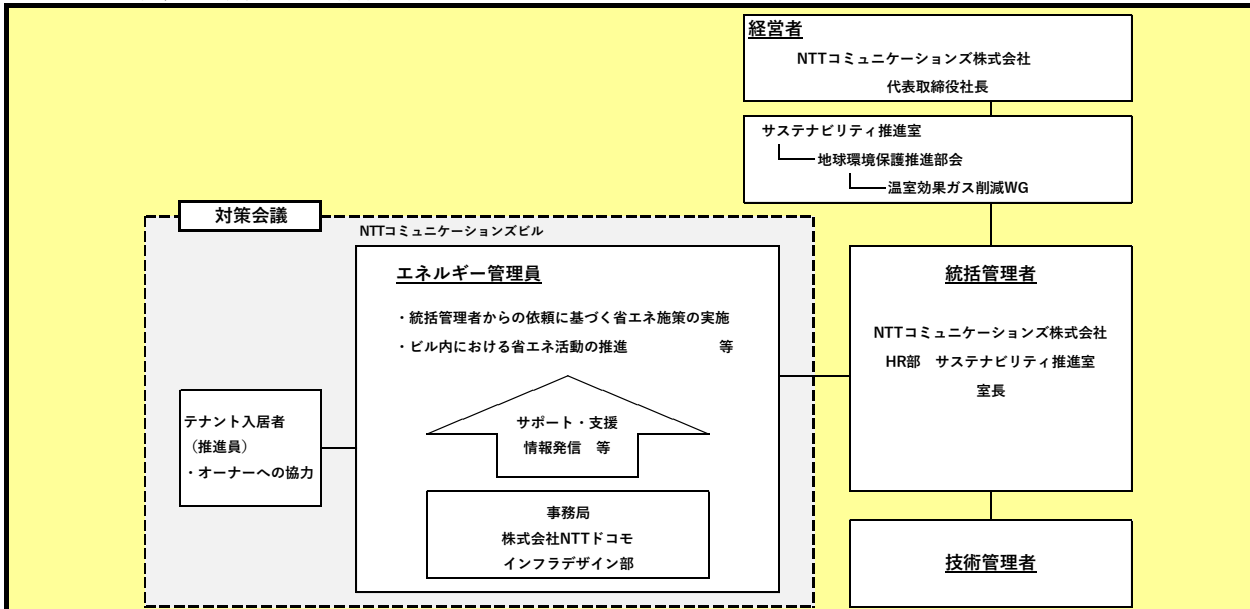 経営者
NTTコミュニケーションズ株式会社
代表取締役社長
サステナビリティ推進室
地球環境保護推進部会
温室効果ガス削減WG
対策会議
NTTコミュニケーションズビル
エネルギー管理員
・統括管理者からの依頼に基づく省エネ施策の実施
・ビル内における省エネ活動の推進　等
サポート・支援
情報発信　等
事務局
株式会社NTTドコモ
インフラデザイン部
テナント入居者
（推進員）
・オーナーへの協力
統括管理者
NTTコミュニケーションズ株式会社
HR部　サステナビリティ推進室
室長
技術管理者